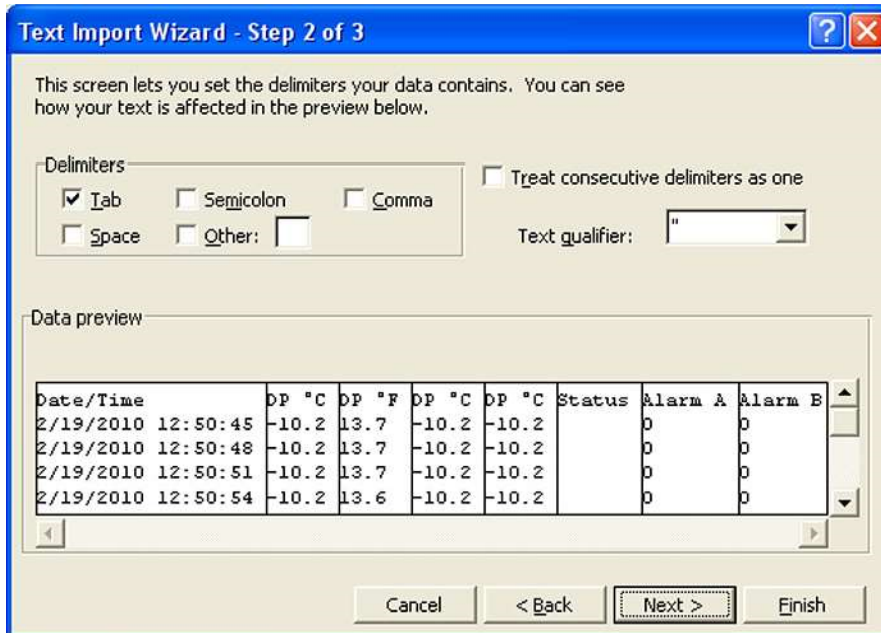 Text Import Wizard - Step 2 of 3
This screen lets you set the delimiters your data contains. You can see
how your text is affected in the preview below.
Delimiters
Tab Semicolon Comma
Space Other:
Treat consecutive delimiters as one
Text qualifier: "
Data preview
Date/Time DP °C DP °F DP °C DP °C Status Alarm A Alarm B
2/19/2010 12:50:45 -10.2 13.7 -10.2 -10.2 0 0
2/19/2010 12:50:48 -10.2 13.7 -10.2 -10.2 0 0
2/19/2010 12:50:51 -10.2 13.7 -10.2 -10.2 0 0
2/19/2010 12:50:54 -10.2 13.6 -10.2 -10.2 0 0
Cancel < Back Next > Finish